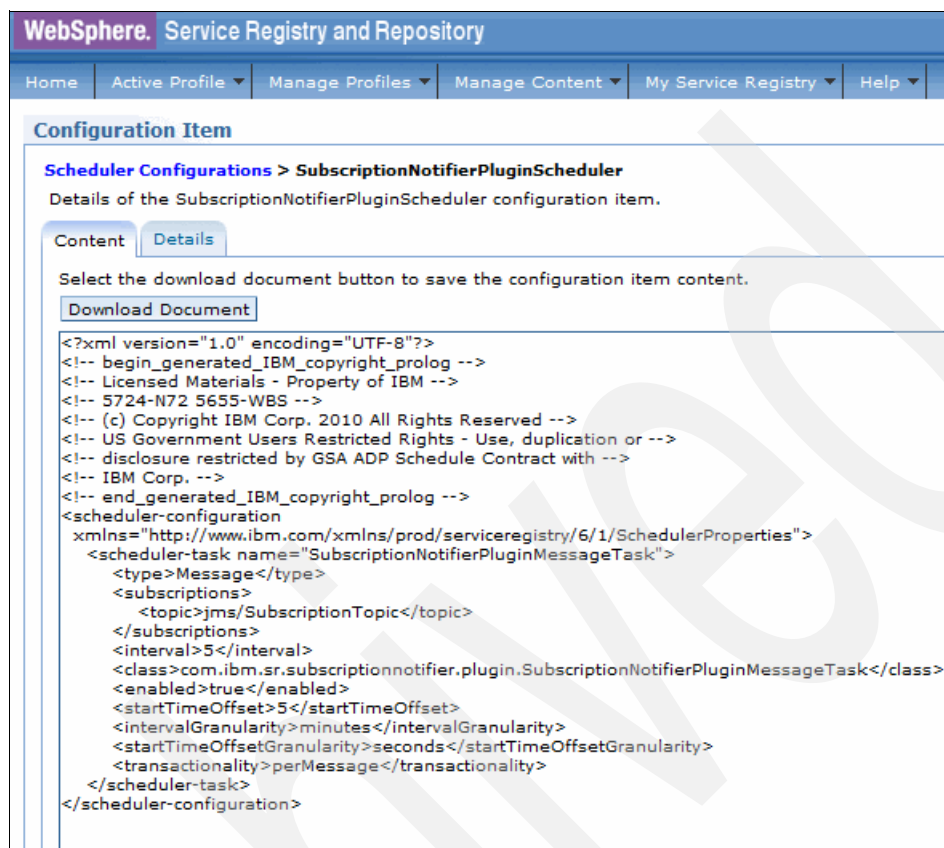 WebSphere. Service Registry and Repository
Home Active Profile Manage Profiles Manage Content My Service Registry Help
Configuration Item
Scheduler Configurations > SubscriptionNotifierPluginScheduler
Details of the SubscriptionNotifierPluginScheduler configuration item.
Content Details
Select the download document button to save the configuration item content.
Download Document
<?xml version="1.0" encoding="UTF-8"?>
<!-- begin_generated_IBM_copyright_prolog -->
<!-- Licensed Materials - Property of IBM -->
<!-- 5724-N72 5655-WBS -->
<!-- (c) Copyright IBM Corp. 2010 All Rights Reserved -->
<!-- US Government Users Restricted Rights - Use, duplication or -->
<!-- disclosure restricted by GSA ADP Schedule Contract with -->
<!-- IBM Corp. -->
<!-- end_generated_IBM_copyright_prolog -->
<scheduler-configuration
xmlns="http://www.ibm.com/xmlns/prod/serviceregistry/6/1/SchedulerProperties">
<scheduler-task name="SubscriptionNotifierPluginMessageTask">
<type>Message</type>
<subscriptions>
<topic>jms/SubscriptionTopic</topic>
</subscriptions>
<interval>5</interval>
<class>com.ibm.sr.subscriptionnotifier.plugin.SubscriptionNotifierPluginMessageTask</class>
<enabled>true</enabled>
<startTimeOffset>5</startTimeOffset>
<intervalGranularity>minutes</intervalGranularity>
<startTimeOffsetGranularity>seconds</startTimeOffsetGranularity>
<transactionality>perMessage</transactionality>
</scheduler-task>
</scheduler-configuration>